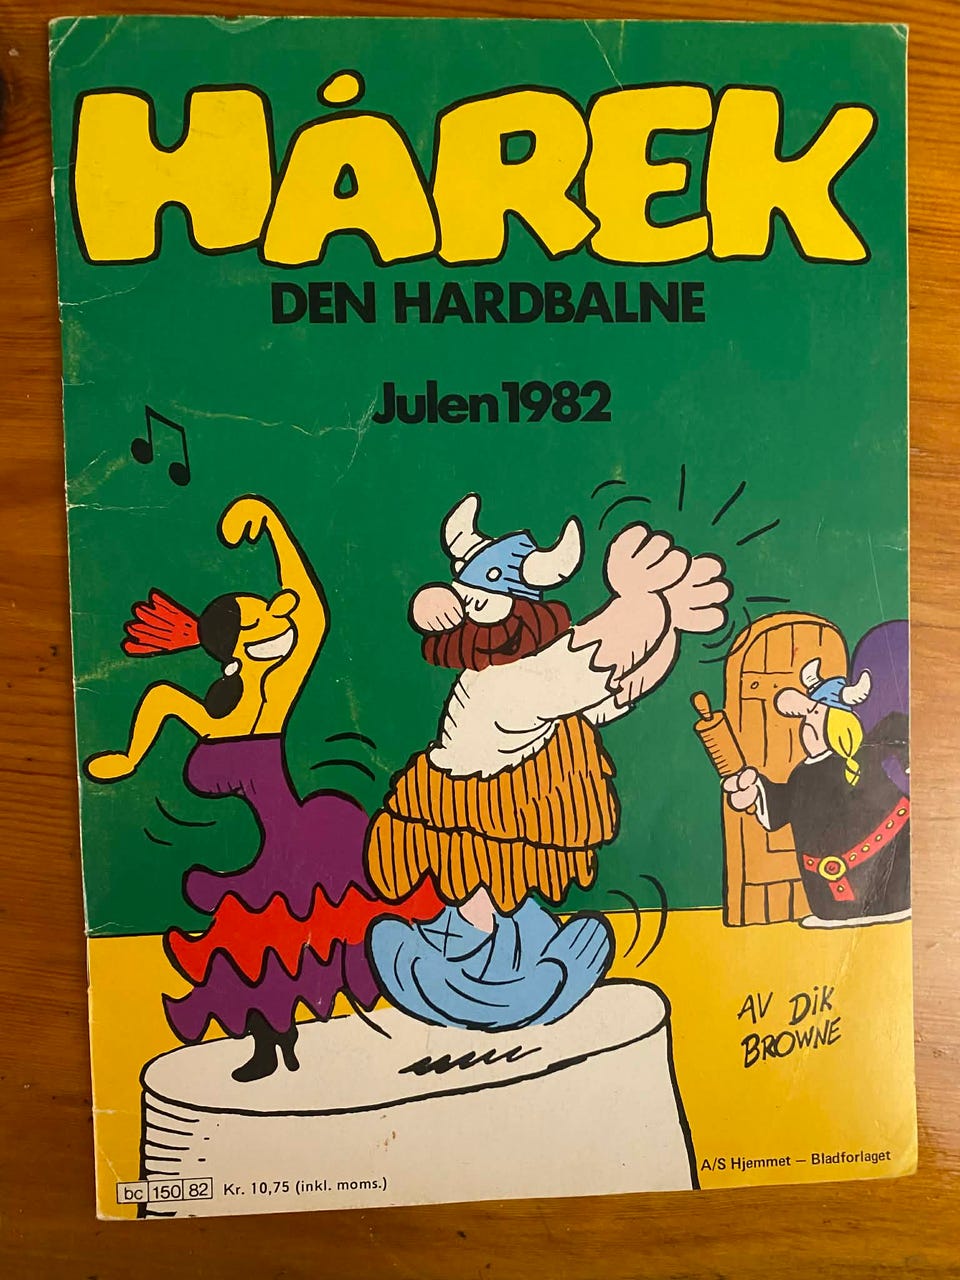 HÅREK
DEN HARDBALNE
Julen 1982
AV DiK
BROWNE
A/S Hjemmet — Bladforlaget
bc 150 82 Kr. 10,75 (inkl. moms.)